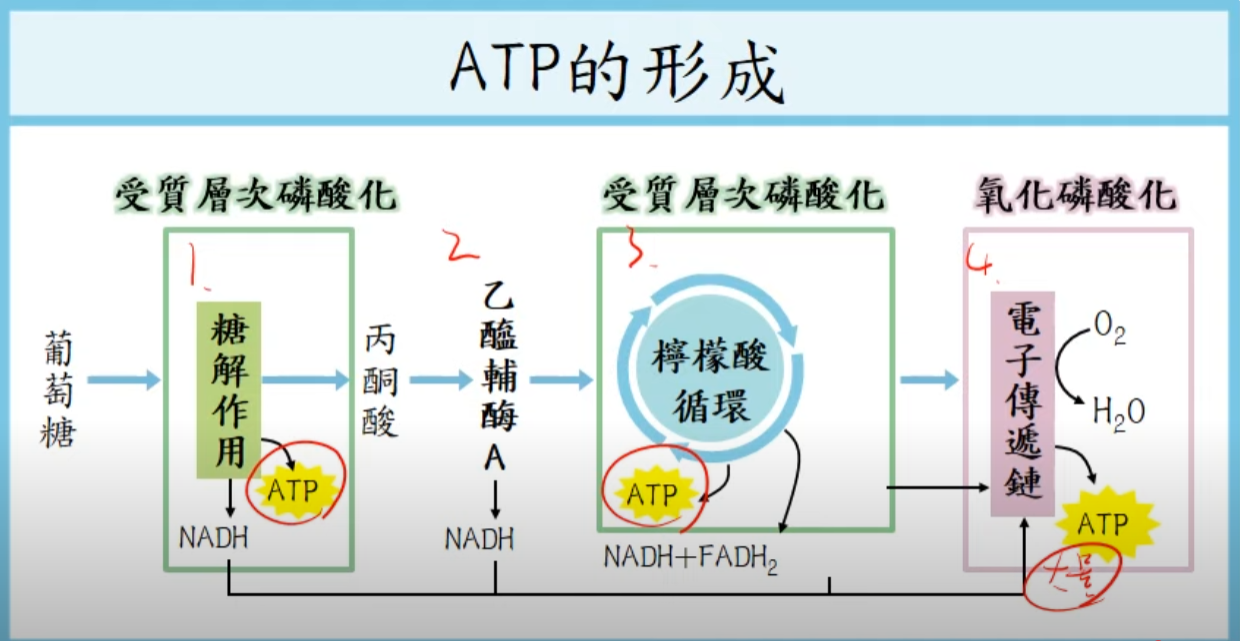 ATP的形成
受質層次磷酸化
受質層次磷酸化
氧化磷酸化
1.
2
3.
4.
葡萄糖
糖解作用
丙酮酸
乙醯輔酶A
檸檬酸
循環
電子傳遞鏈
O₂
H₂O
ATP
ATP
ATP
大量
NADH
NADH
NADH+FADH₂